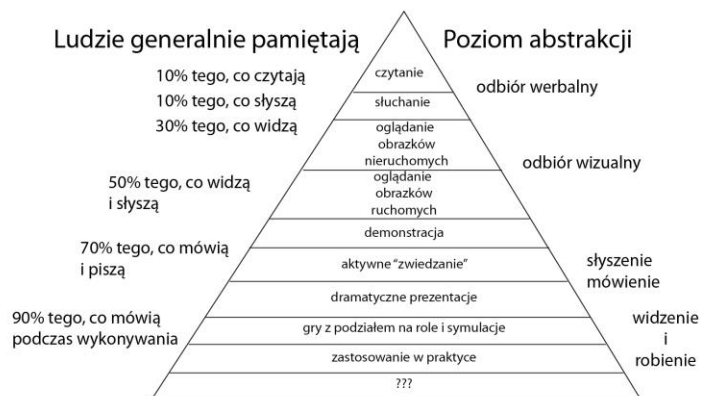 Ludzie generalnie pamiętają
Poziom abstrakcji
10% tego, co czytają
czytanie
odbiór werbalny
10% tego, co słyszą
słuchanie
30% tego, co widzą
oglądanie
obrazków
nieruchomych
odbiór wizualny
50% tego, co widzą
i słyszą
oglądanie
obrazków
ruchomych
demonstracja
70% tego, co mówią
i piszą
aktywne "zwiedzanie"
słyszenie
mówienie
dramatyczne prezentacje
90% tego, co mówią
podczas wykonywania
gry z podziałem na role i symulacje
widzenie
i
robienie
zastosowanie w praktyce
???